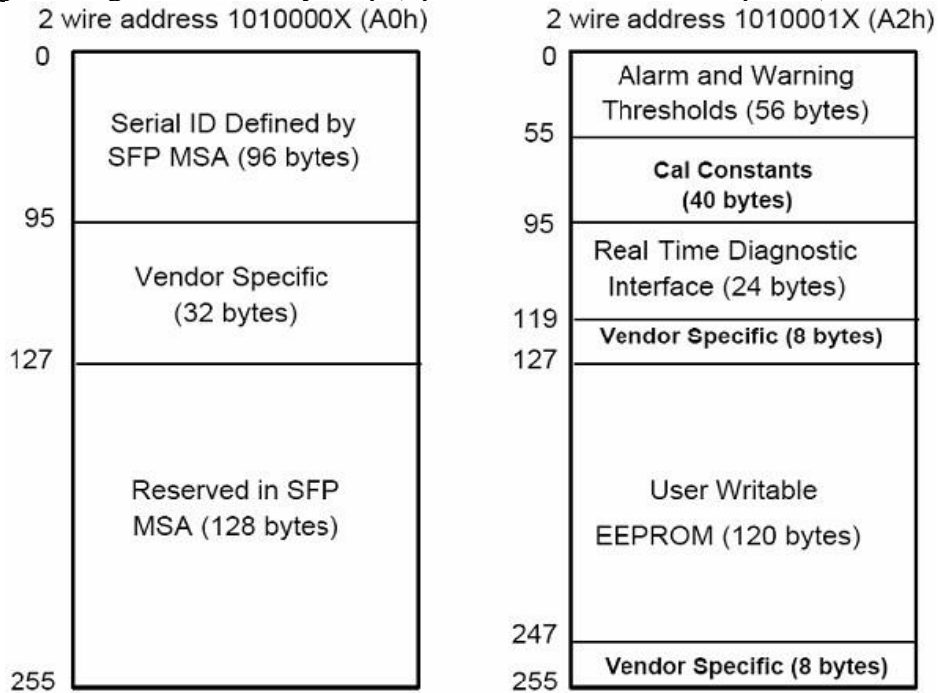 2 wire address 1010000X (A0h)
0
Serial ID Defined by
SFP MSA (96 bytes)
95
Vendor Specific
(32 bytes)
127
Reserved in SFP
MSA (128 bytes)
255
2 wire address 1010001X (A2h)
0
Alarm and Warning
Thresholds (56 bytes)
55
Cal Constants
(40 bytes)
95
Real Time Diagnostic
Interface (24 bytes)
119
Vendor Specific (8 bytes)
127
User Writable
EEPROM (120 bytes)
247
Vendor Specific (8 bytes)
255